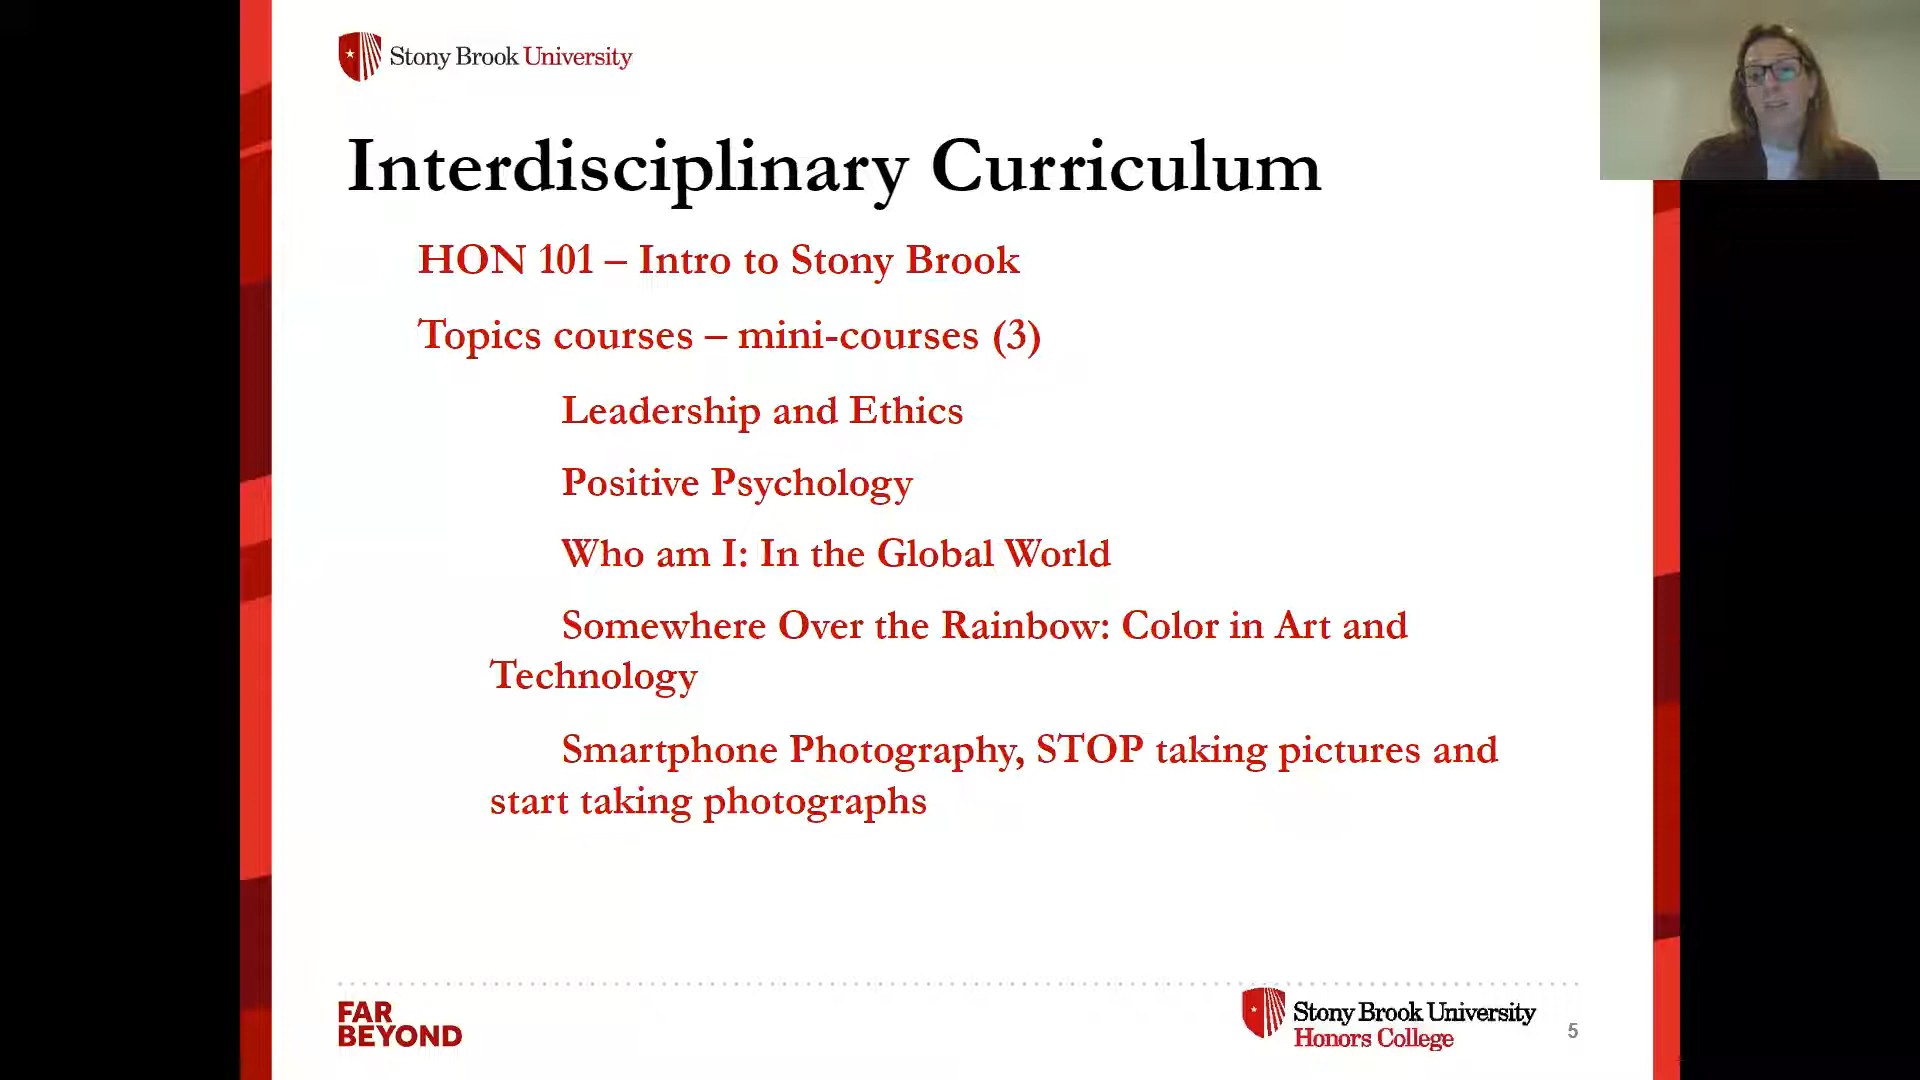 Stony Brook University
Interdisciplinary Curriculum
HON 101 – Intro to Stony Brook
Topics courses – mini-courses (3)
Leadership and Ethics
Positive Psychology
Who am I: In the Global World
Somewhere Over the Rainbow: Color in Art and
Technology
Smartphone Photography, STOP taking pictures and
start taking photographs
FAR
BEYOND
Stony Brook University
Honors College
5